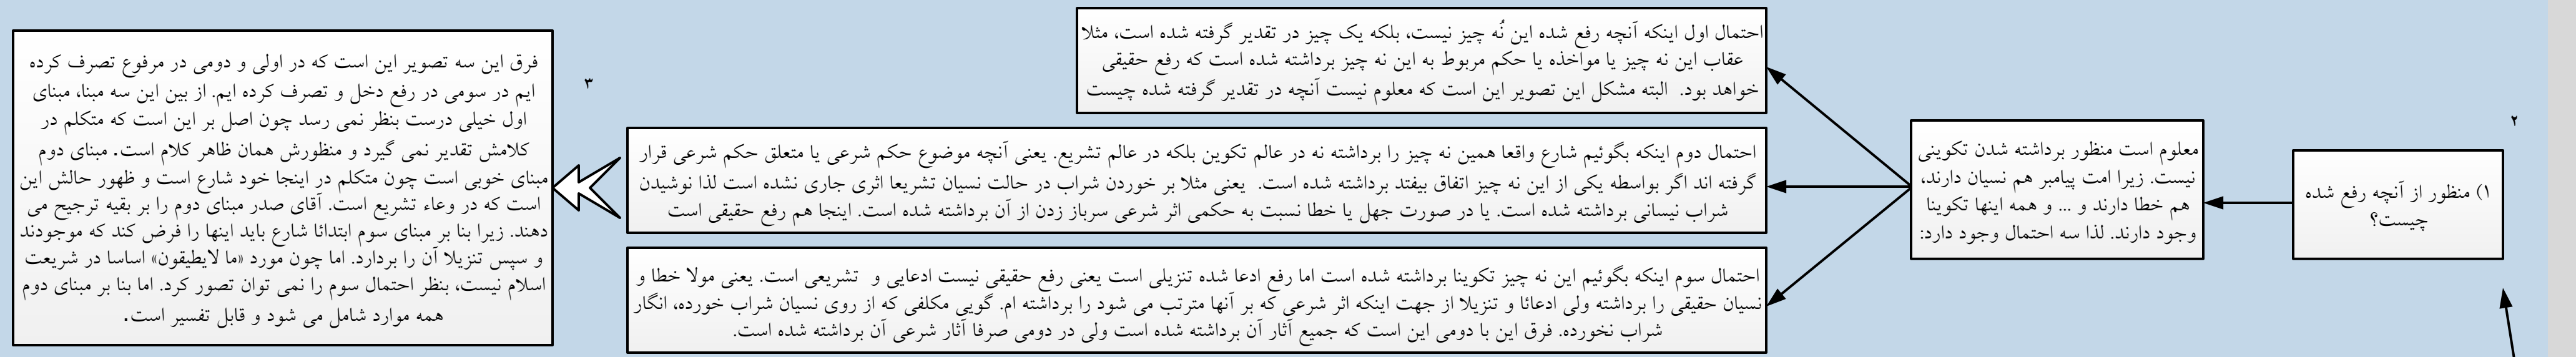 ۲
۱) منظور از آنچه رفع شده
چیست؟
معلوم است منظور برداشته شدن تکوینی
نیست. زیرا امت پیامبر هم نسیان دارند،
هم خطا دارند و ... و همه اینها تکوینا
وجود دارند. لذا سه احتمال وجود دارد:
احتمال اول اینکه آنچه رفع شده این نُه چیز نیست، بلکه یک چیز در تقدیر گرفته شده است، مثلا
عقاب این نه چیز یا مواخذه یا حکم مربوط به این نه چیز برداشته شده است که رفع حقیقی
خواهد بود. البته مشکل این تصویر این است که معلوم نیست آنچه در تقدیر گرفته شده چیست
احتمال دوم اینکه بگوئیم شارع واقعا همین نه چیز را برداشته نه در عالم تکوین بلکه در عالم تشریع. یعنی آنچه موضوع حکم شرعی یا متعلق حکم شرعی قرار
گرفته اند اگر بواسطه یکی از این نه چیز اتفاق بیفتد برداشته شده است. یعنی مثلا بر خوردن شراب در حالت نسیان تشریعا اثری جاری نشده است لذا نوشیدن
شراب نیسانی برداشته شده است. یا در صورت جهل یا خطا نسبت به حکمی اثر شرعی سرباز زدن از آن برداشته شده است. اینجا هم رفع حقیقی است
احتمال سوم اینکه بگوئیم این نه چیز تکوینا برداشته شده است اما رفع ادعا شده تنزیلی است یعنی رفع حقیقی نیست ادعایی و تشریعی است. یعنی مولا خطا و
نسیان حقیقی را برداشته ولی ادعائا و تنزیلا از جهت اینکه اثر شرعی که بر آنها مترتب می شود را برداشته ام. گویی مکلفی که از روی نسیان شراب خورده، انگار
شراب نخورده. فرق این با دومی این است که جمیع آثار آن برداشته شده است ولی در دومی صرفا آثار شرعی آن برداشته شده است.
۳
فرق این سه تصویر این است که در اولی و دومی در مرفوع تصرف کرده
ایم در سومی در رفع دخل و تصرف کرده ایم. از بین این سه مبنا، مبنای
اول خیلی درست بنظر نمی رسد چون اصل بر این است که متکلم در
کلامش تقدیر نمی گیرد و منظورش همان ظاهر کلام است. مبنای دوم
مبنای خوبی است چون متکلم در اینجا خود شارع است و ظهور حالش این
است که در وعاء تشریع است. آقای صدر مبنای دوم را بر بقیه ترجیح می
دهند. زیرا بنا بر مبنای سوم ابتدائا شارع باید اینها را فرض کند که موجودند
و سپس تنزیلا آن را بردارد. اما چون مورد «ما لایطیقون» اساسا در شریعت
اسلام نیست، بنظر احتمال سوم را نمی توان تصور کرد. اما بنا بر مبنای دوم
همه موارد شامل می شود و قابل تفسیر است.